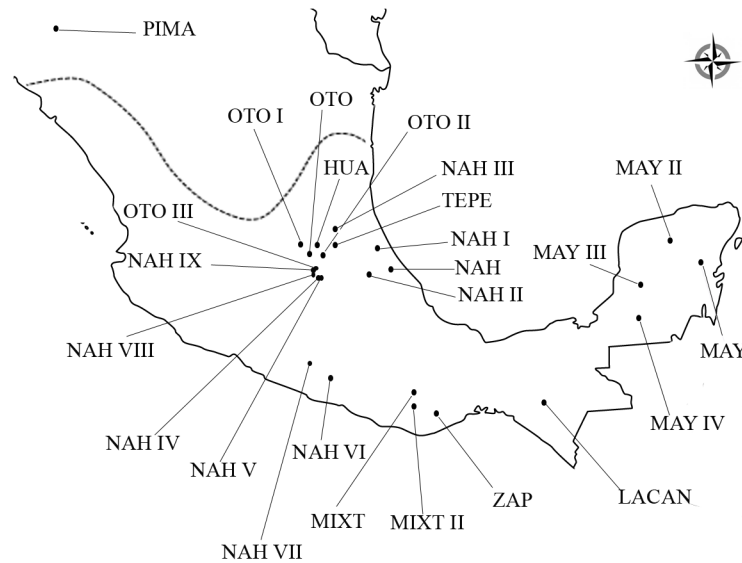 PIMA
OTO
OTO I
OTO II
HUA
NAH III
MAY II
TEPE
OTO III
NAH I
MAY III
NAH IX
NAH
NAH II
NAH VIII
MAY
MAY IV
NAH IV
NAH VI
NAH V
LACAN
ZAP
MIXT
MIXT II
NAH VII